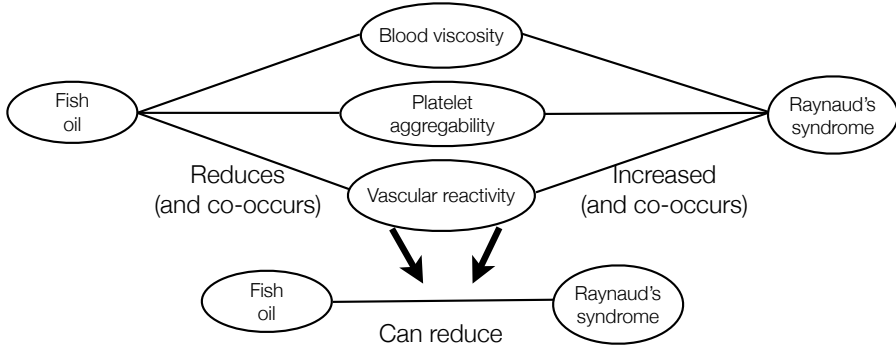 Blood viscosity
Fish
oil
Platelet
aggregability
Raynaud's
syndrome
Reduces
(and co-occurs)
Vascular reactivity
Increased
(and co-occurs)
Fish
oil
Raynaud's
syndrome
Can reduce